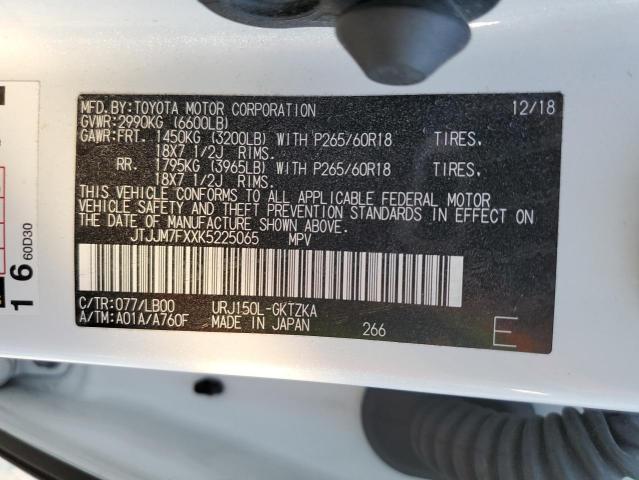 MFD.BY:TOYOTA MOTOR CORPORATION 12/18
GVWR:2990KG (6600LB)
GAWR:FRT. 1450KG (3200LB) WITH P265/60R18 TIRES,
18X7 1/2J RIMS.
RR. 1795KG (3965LB) WITH P265/60R18 TIRES,
18X7 1/2J RIMS.
THIS VEHICLE CONFORMS TO ALL APPLICABLE FEDERAL MOTOR
VEHICLE SAFETY AND THEFT PREVENTION STANDARDS IN EFFECT ON
THE DATE OF MANUFACTURE SHOWN ABOVE.
JTJJM7FXXK5225065 MPV
C/TR:077/LB00 URJ150L-GKTZKA
A/TM:A01A/A760F MADE IN JAPAN 266 E
16 60D30